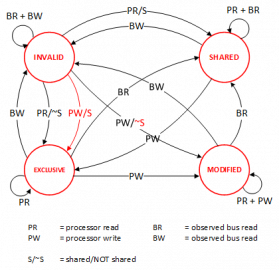 BR + BW
PR + BR
PR/S
BW
INVALID
SHARED
BR
BW
BW
PR/~S
PW/S
PW/~S
BR
PW
EXCLUSIVE
MODIFIED
PW
PR
PR + PW
PR = processor read BR = observed bus read
PW = processor write BW = observed bus read
S/~S = shared/NOT shared